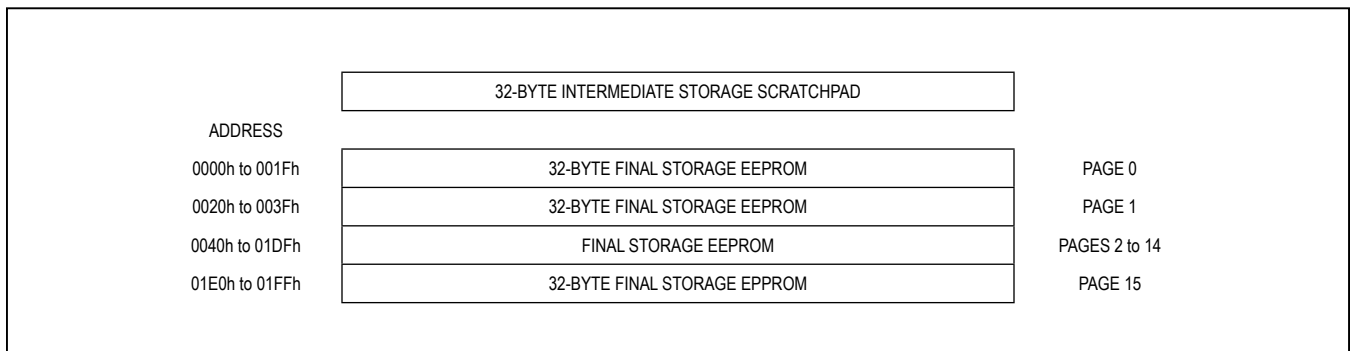 32-BYTE INTERMEDIATE STORAGE SCRATCHPAD
ADDRESS
0000h to 001Fh 32-BYTE FINAL STORAGE EEPROM PAGE 0
0020h to 003Fh 32-BYTE FINAL STORAGE EEPROM PAGE 1
0040h to 01DFh FINAL STORAGE EEPROM PAGES 2 to 14
01E0h to 01FFh 32-BYTE FINAL STORAGE EPPROM PAGE 15